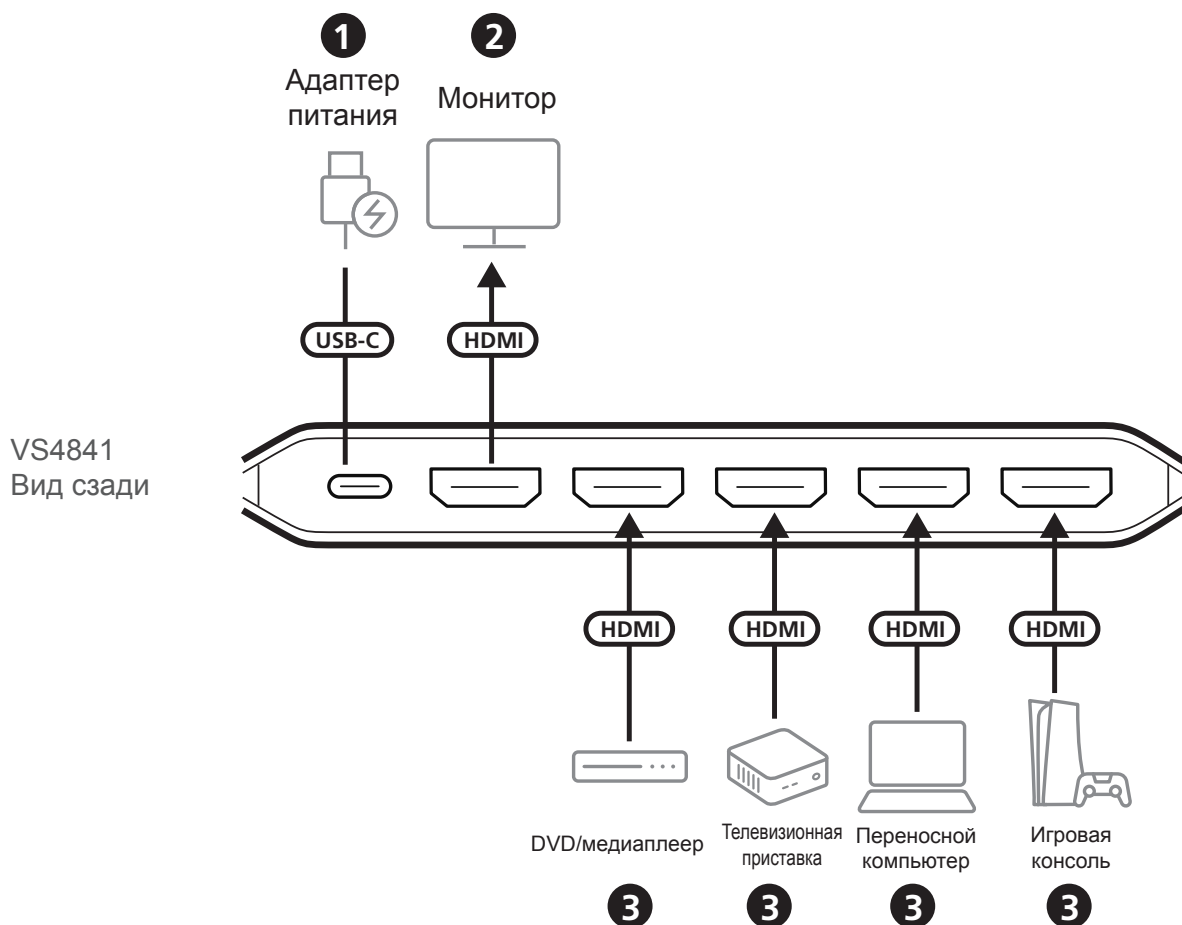 1
Адаптер
питания
2
Монитор
USB-C
HDMI
VS4841
Вид сзади
HDMI
HDMI
HDMI
HDMI
DVD/медиаплеер
Телевизионная
приставка
Переносной
компьютер
Игровая
консоль
3
3
3
3